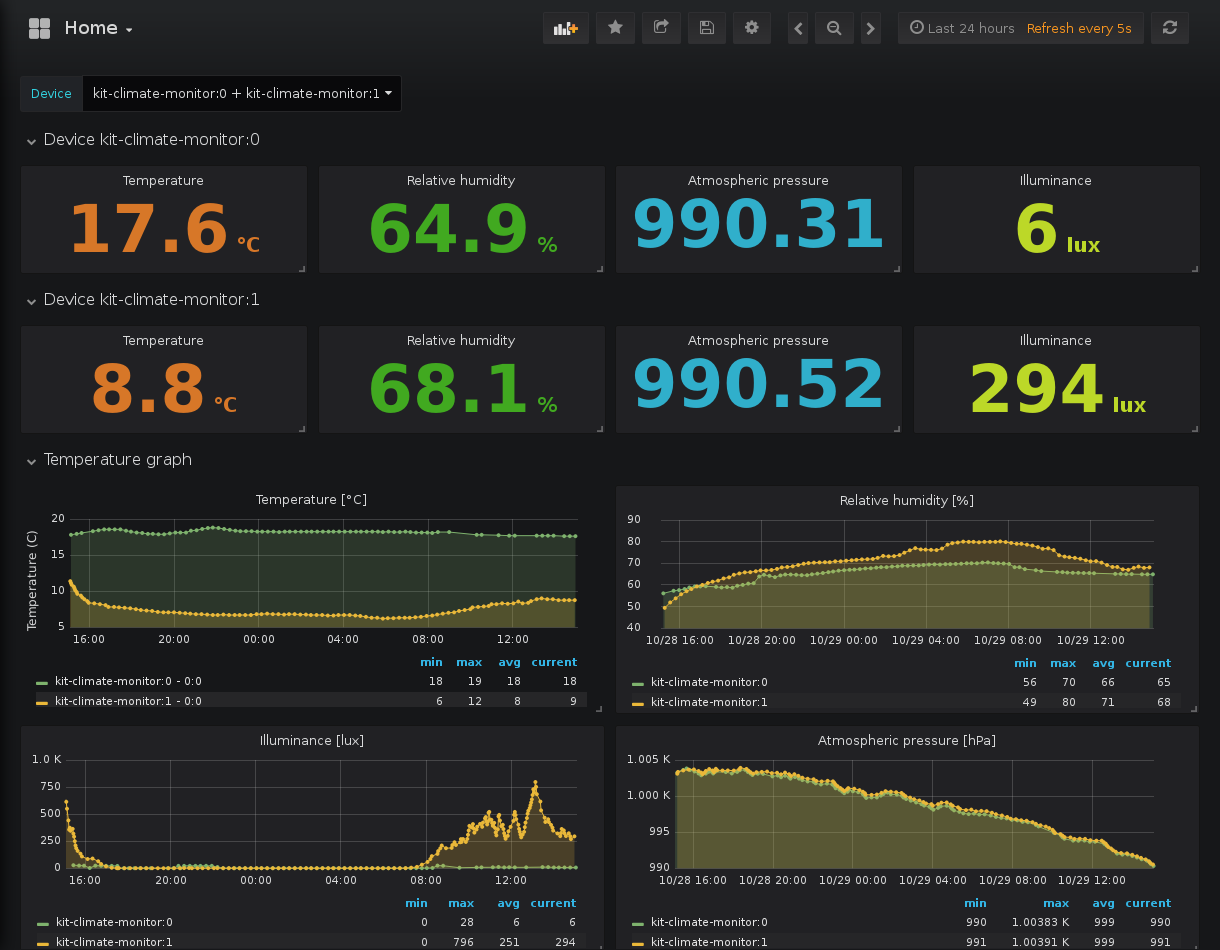 Home
Last 24 hours Refresh every 5s
Device kit-climate-monitor:0 + kit-climate-monitor:1
Device kit-climate-monitor:0
Temperature Relative humidity Atmospheric pressure Illuminance
17.6 °C 64.9 % 990.31 6 lux
Device kit-climate-monitor:1
Temperature Relative humidity Atmospheric pressure Illuminance
8.8 °C 68.1 % 990.52 294 lux
Temperature graph
Temperature [°C]
Temperature (C)
20
15
10
5
16:00 20:00 00:00 04:00 08:00 12:00
min max avg current
kit-climate-monitor:0 - 0:0 18 19 18 18
kit-climate-monitor:1 - 0:0 6 12 8 9
Relative humidity [%]
90
80
70
60
50
40
10/28 16:00 10/28 20:00 10/29 00:00 10/29 04:00 10/29 08:00 10/29 12:00
min max avg current
kit-climate-monitor:0 56 70 66 65
kit-climate-monitor:1 49 80 71 68
Illuminance [lux]
1.0 K
750
500
250
0
16:00 20:00 00:00 04:00 08:00 12:00
min max avg current
kit-climate-monitor:0 0 28 6 6
kit-climate-monitor:1 0 796 251 294
Atmospheric pressure [hPa]
1.005 K
1.000 K
995
990
10/28 16:00 10/28 20:00 10/29 00:00 10/29 04:00 10/29 08:00 10/29 12:00
min max avg current
kit-climate-monitor:0 990 1.00383 K 999 990
kit-climate-monitor:1 991 1.00391 K 999 991